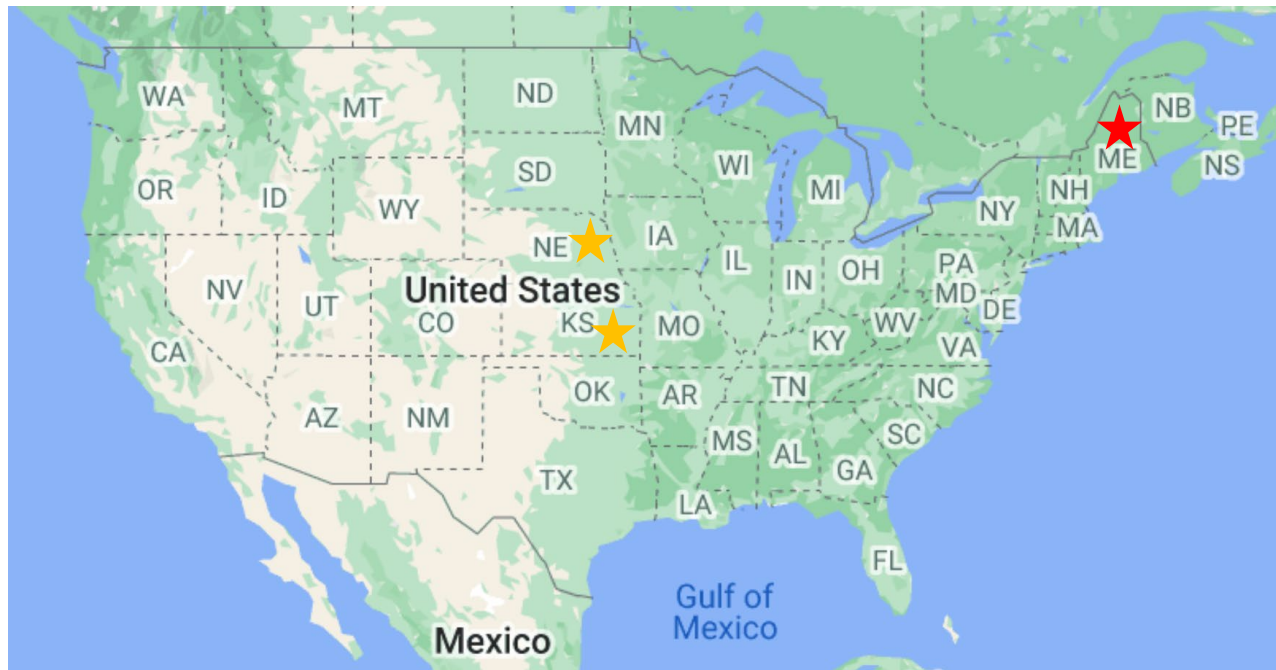 WA
MT
ND
MN
NB
PE
OR
ID
WY
SD
WI
MI
ME
NS
NH
NY
MA
NE
IA
IL
IN
OH
PA
MD
DE
NV
UT
United States
CO
KS
MO
KY
WV
VA
CA
AZ
NM
OK
AR
TN
NC
TX
MS
AL
GA
SC
LA
FL
Gulf of
Mexico
Mexico